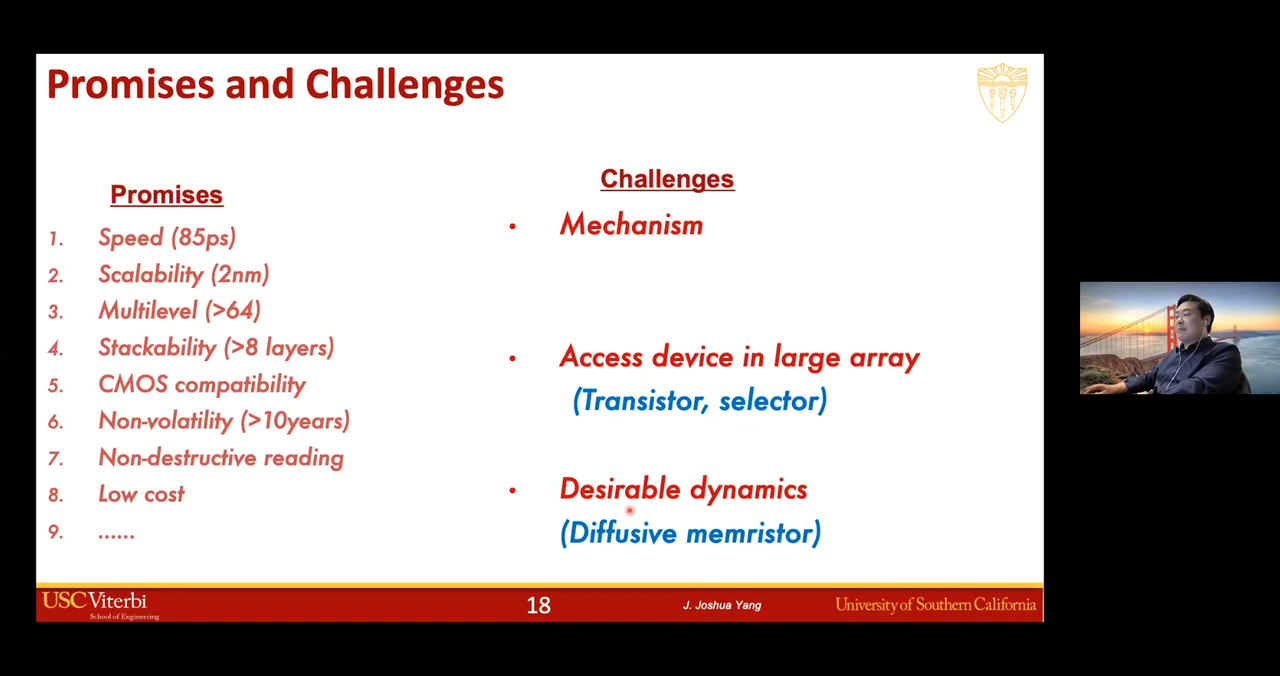 Promises and Challenges
Promises
1. Speed (85ps)
2. Scalability (2nm)
3. Multilevel (>64)
4. Stackability (>8 layers)
5. CMOS compatibility
6. Non-volatility (>10years)
7. Non-destructive reading
8. Low cost
9. ......
Challenges
• Mechanism
• Access device in large array
(Transistor, selector)
• Desirable dynamics
(Diffusive memristor)
USC Viterbi
School of Engineering
18
J. Joshua Yang
University of Southern California